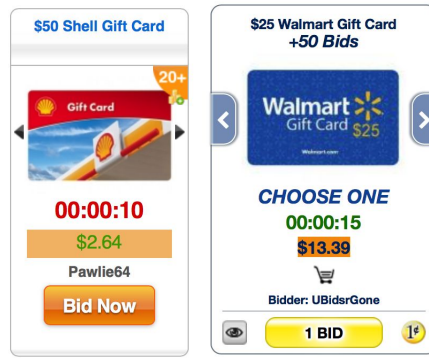 $50 Shell Gift Card
20+
Gift Card
00:00:10
$2.64
Pawlie64
Bid Now
$25 Walmart Gift Card
+50 Bids
Walmart
Gift Card $25
Walmart.com
CHOOSE ONE
00:00:15
$13.39
Bidder: UBidsrGone
1 BID
1¢